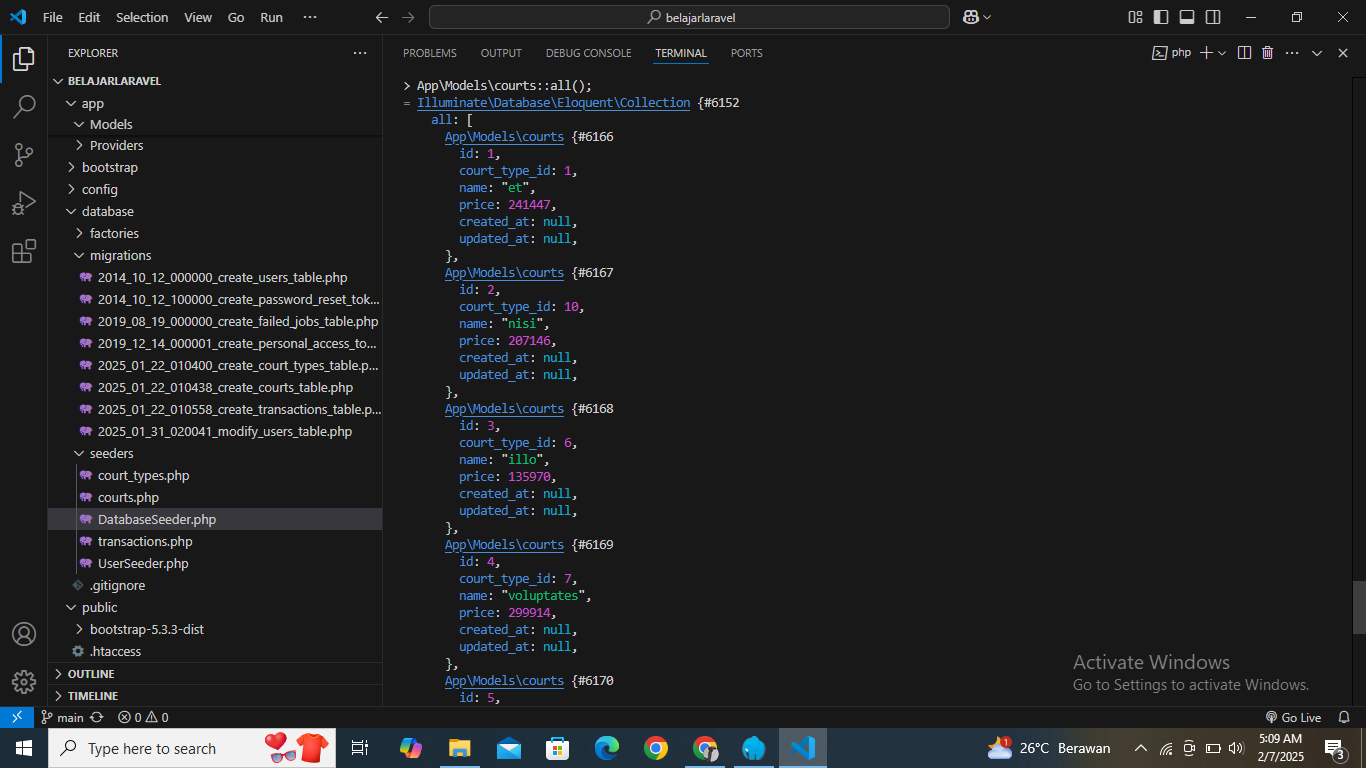 File Edit Selection View Go Run ···
belajarlaravel
EXPLORER ···
BELAJARLARAVEL
app
Models
Providers
bootstrap
config
database
factories
migrations
2014_10_12_000000_create_users_table.php
2014_10_12_100000_create_password_reset_tok...
2019_08_19_000000_create_failed_jobs_table.php
2019_12_14_000001_create_personal_access_to...
2025_01_22_010400_create_court_types_table.p...
2025_01_22_010438_create_courts_table.php
2025_01_22_010558_create_transactions_table.p...
2025_01_31_020041_modify_users_table.php
seeders
court_types.php
courts.php
DatabaseSeeder.php
transactions.php
UserSeeder.php
.gitignore
public
bootstrap-5.3.3-dist
.htaccess
OUTLINE
TIMELINE
PROBLEMS OUTPUT DEBUG CONSOLE TERMINAL PORTS
php
> App\Models\courts::all();
= Illuminate\Database\Eloquent\Collection {#6152
all: [
App\Models\courts {#6166
id: 1,
court_type_id: 1,
name: "et",
price: 241447,
created_at: null,
updated_at: null,
},
App\Models\courts {#6167
id: 2,
court_type_id: 10,
name: "nisi",
price: 207146,
created_at: null,
updated_at: null,
},
App\Models\courts {#6168
id: 3,
court_type_id: 6,
name: "illo",
price: 135970,
created_at: null,
updated_at: null,
},
App\Models\courts {#6169
id: 4,
court_type_id: 7,
name: "voluptates",
price: 299914,
created_at: null,
updated_at: null,
},
App\Models\courts {#6170
id: 5,
Activate Windows
Go to Settings to activate Windows.
main 0 0
Go Live
Type here to search
1
26°C Berawan
5:09 AM
2/7/2025
3